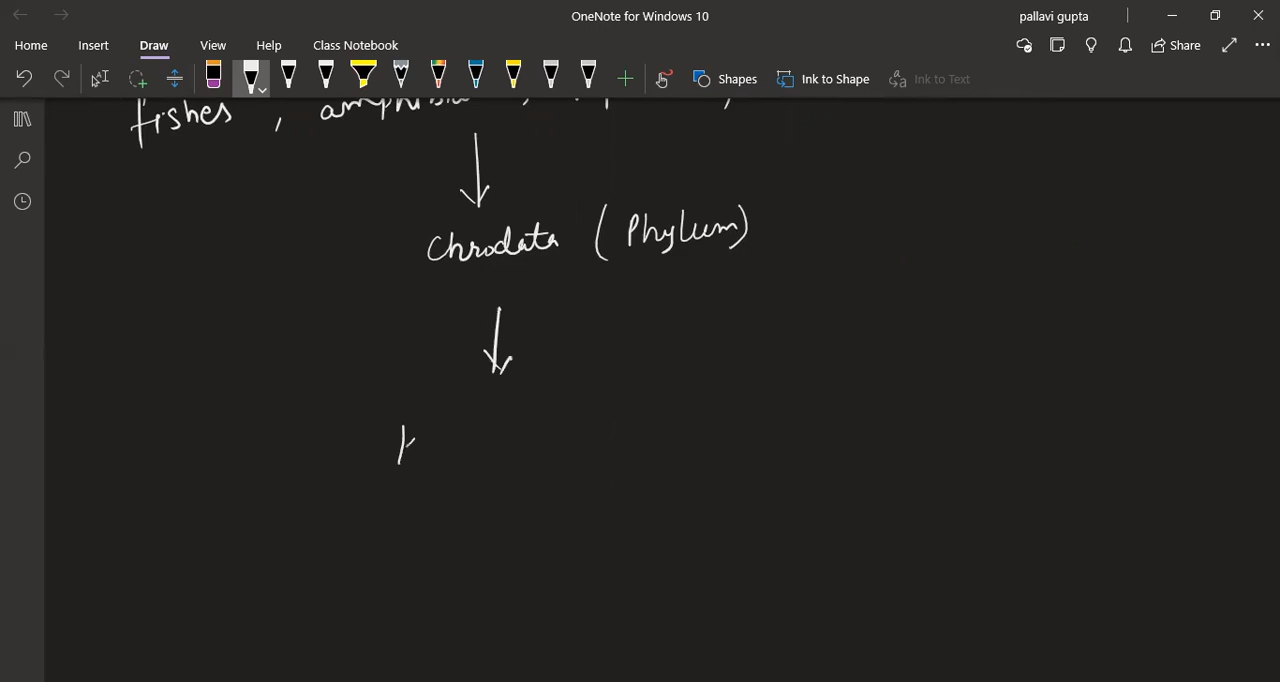 OneNote for Windows 10
pallavi gupta
Home Insert Draw View Help Class Notebook
Share
Shapes Ink to Shape Ink to Text
fishes ,
Chrodata (Phylum)